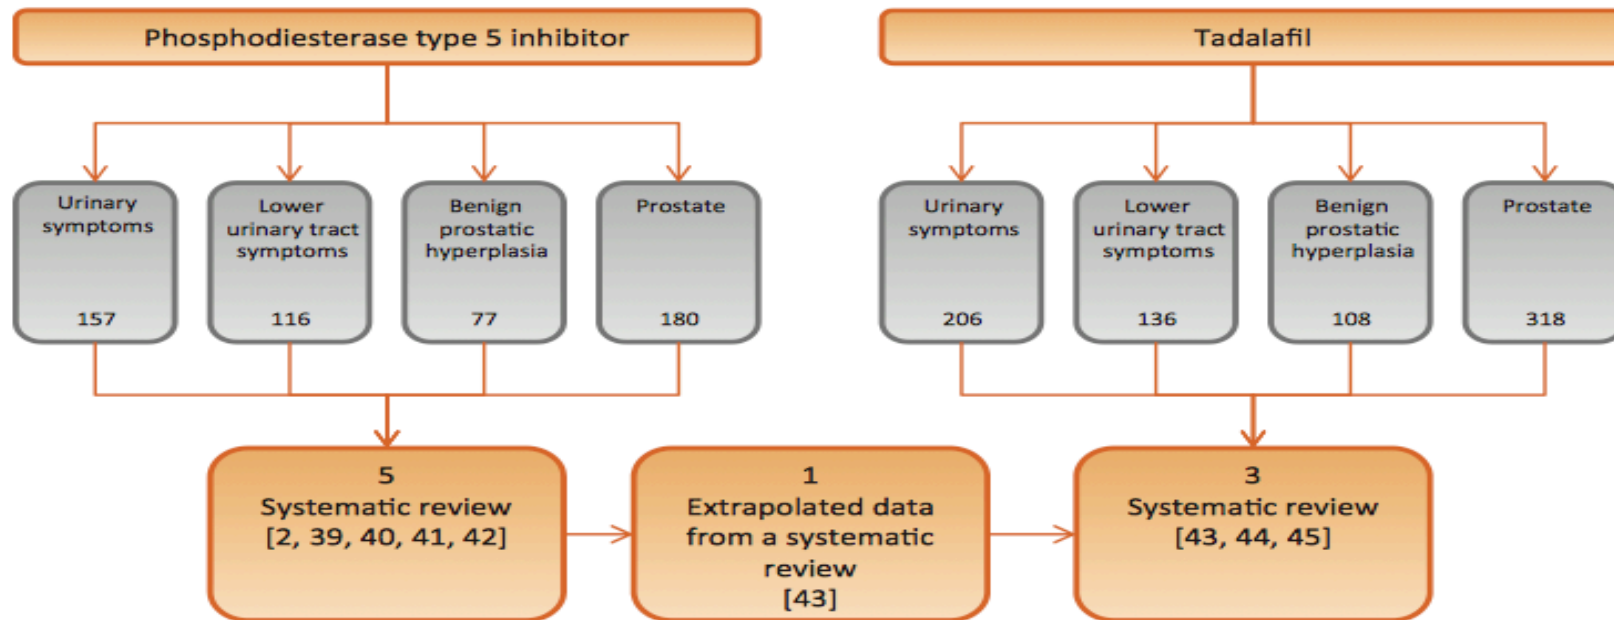 Phosphodiesterase type 5 inhibitor
Urinary
symptoms
157
Lower
urinary tract
symptoms
116
Benign
prostatic
hyperplasia
77
Prostate
180
Tadalafil
Urinary
symptoms
206
Lower
urinary tract
symptoms
136
Benign
prostatic
hyperplasia
108
Prostate
318
5
Systematic review
[2, 39, 40, 41, 42]
1
Extrapolated data
from a systematic
review
[43]
3
Systematic review
[43, 44, 45]